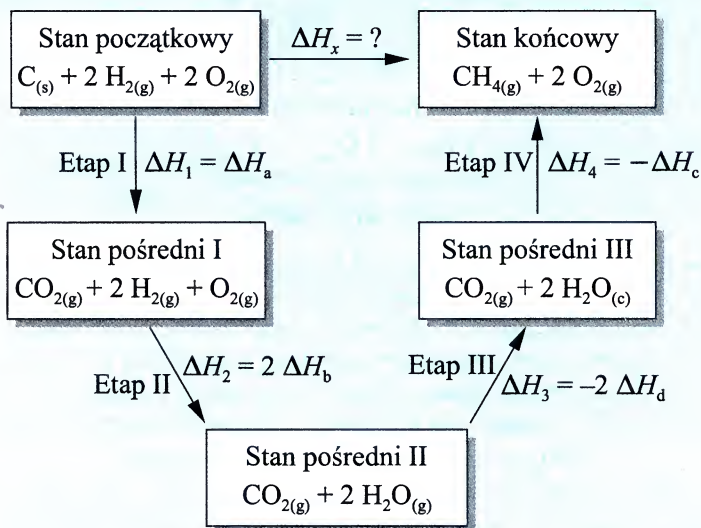 Stan początkowy
C(s) + 2 H2(g) + 2 O2(g)
ΔHx = ?
Stan końcowy
CH4(g) + 2 O2(g)
Etap I
ΔH1 = ΔHa
Etap IV
ΔH4 = −ΔHc
Stan pośredni I
CO2(g) + 2 H2(g) + O2(g)
Stan pośredni III
CO2(g) + 2 H2O(c)
Etap II
ΔH2 = 2 ΔHb
Etap III
ΔH3 = –2 ΔHd
Stan pośredni II
CO2(g) + 2 H2O(g)